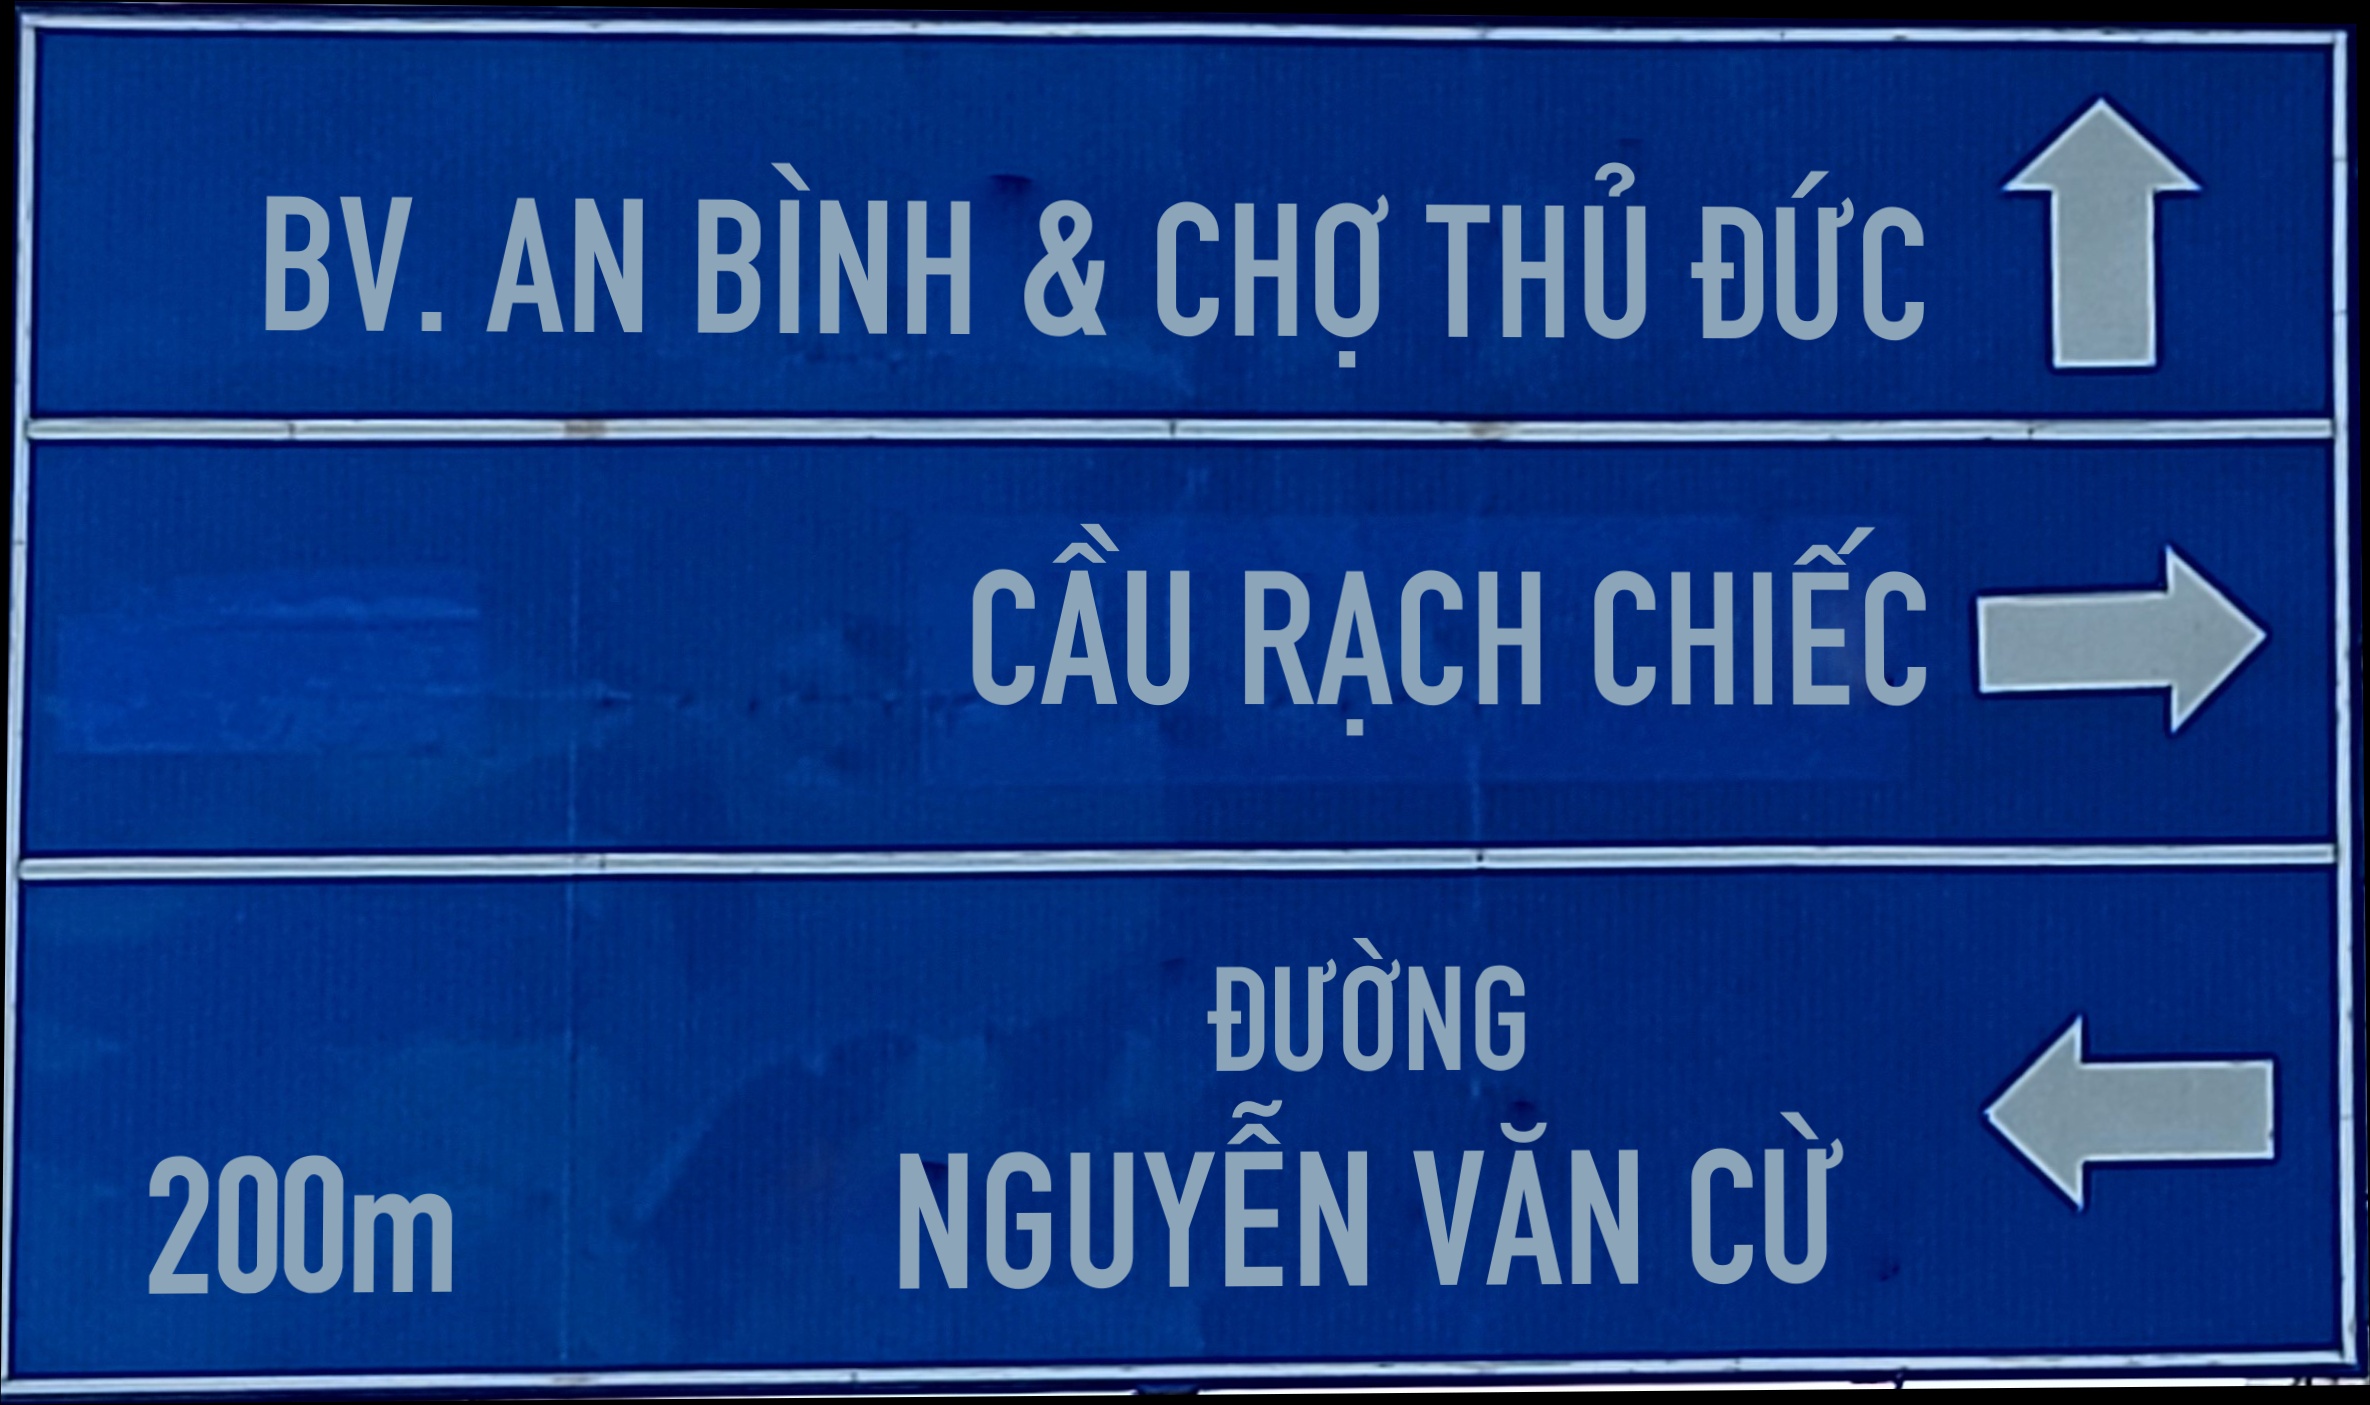 BV. AN BÌNH & CHỢ THỦ ĐỨC
CẦU RẠCH CHIẾC
ĐƯỜNG
200m NGUYỄN VĂN CỪ